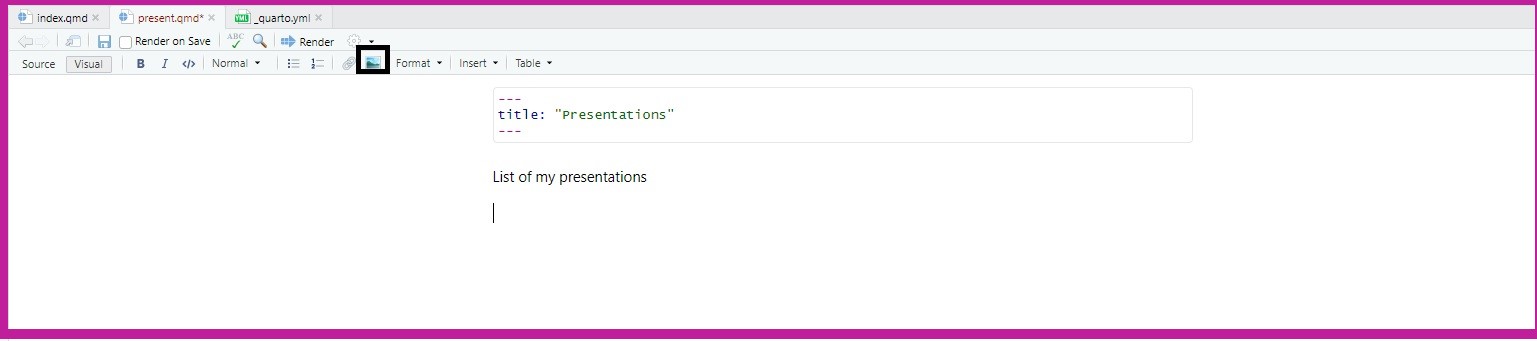 index.qmd present.qmd* YML _quarto.yml
Render on Save ABC Render
Source Visual B I </> Normal Format Insert Table
---
title: "Presentations"
---
List of my presentations